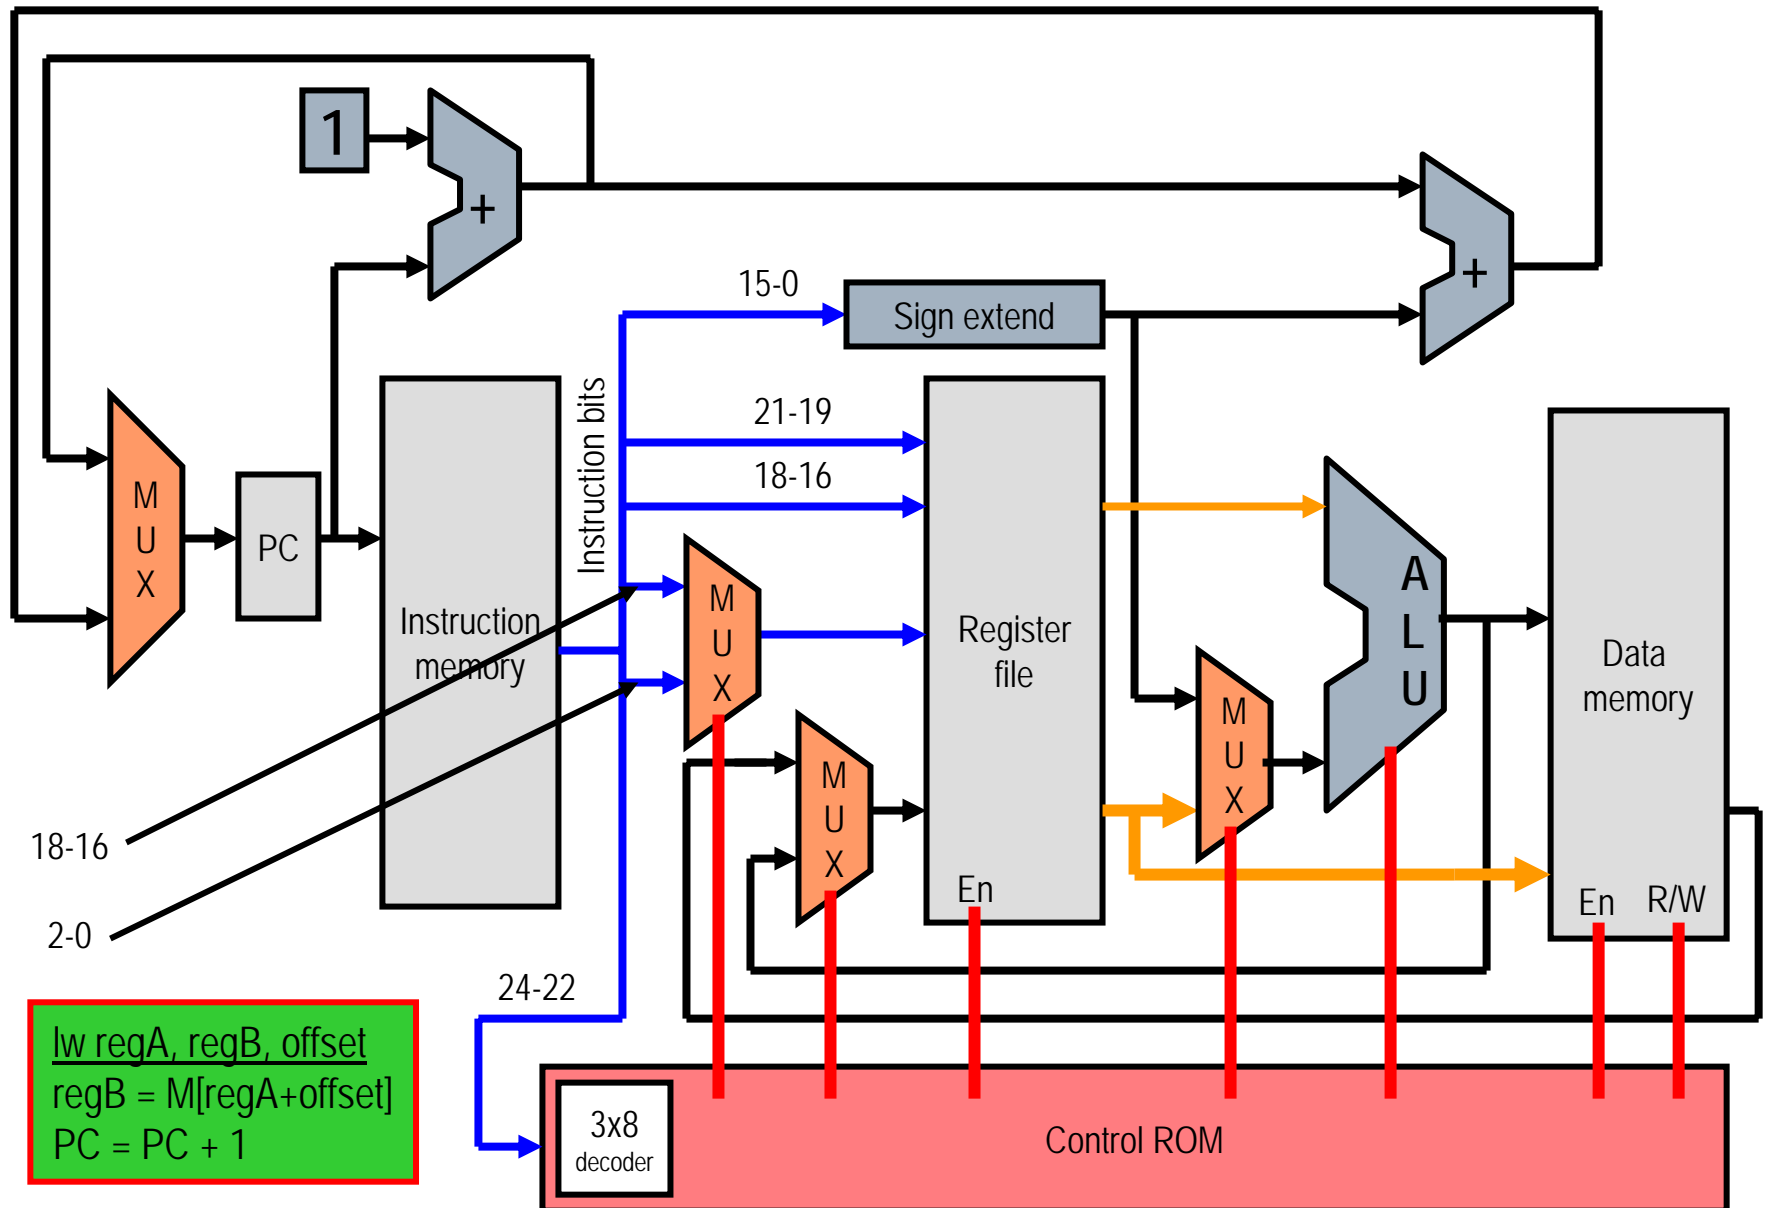 1
+
+
15-0
Sign extend
Instruction bits
21-19
18-16
M
U
X
PC
Instruction
memory
M
U
X
Register
file
En
M
U
X
M
U
X
A
L
U
Data
memory
En R/W
18-16
2-0
24-22
lw regA, regB, offset
regB = M[regA+offset]
PC = PC + 1
3x8
decoder
Control ROM